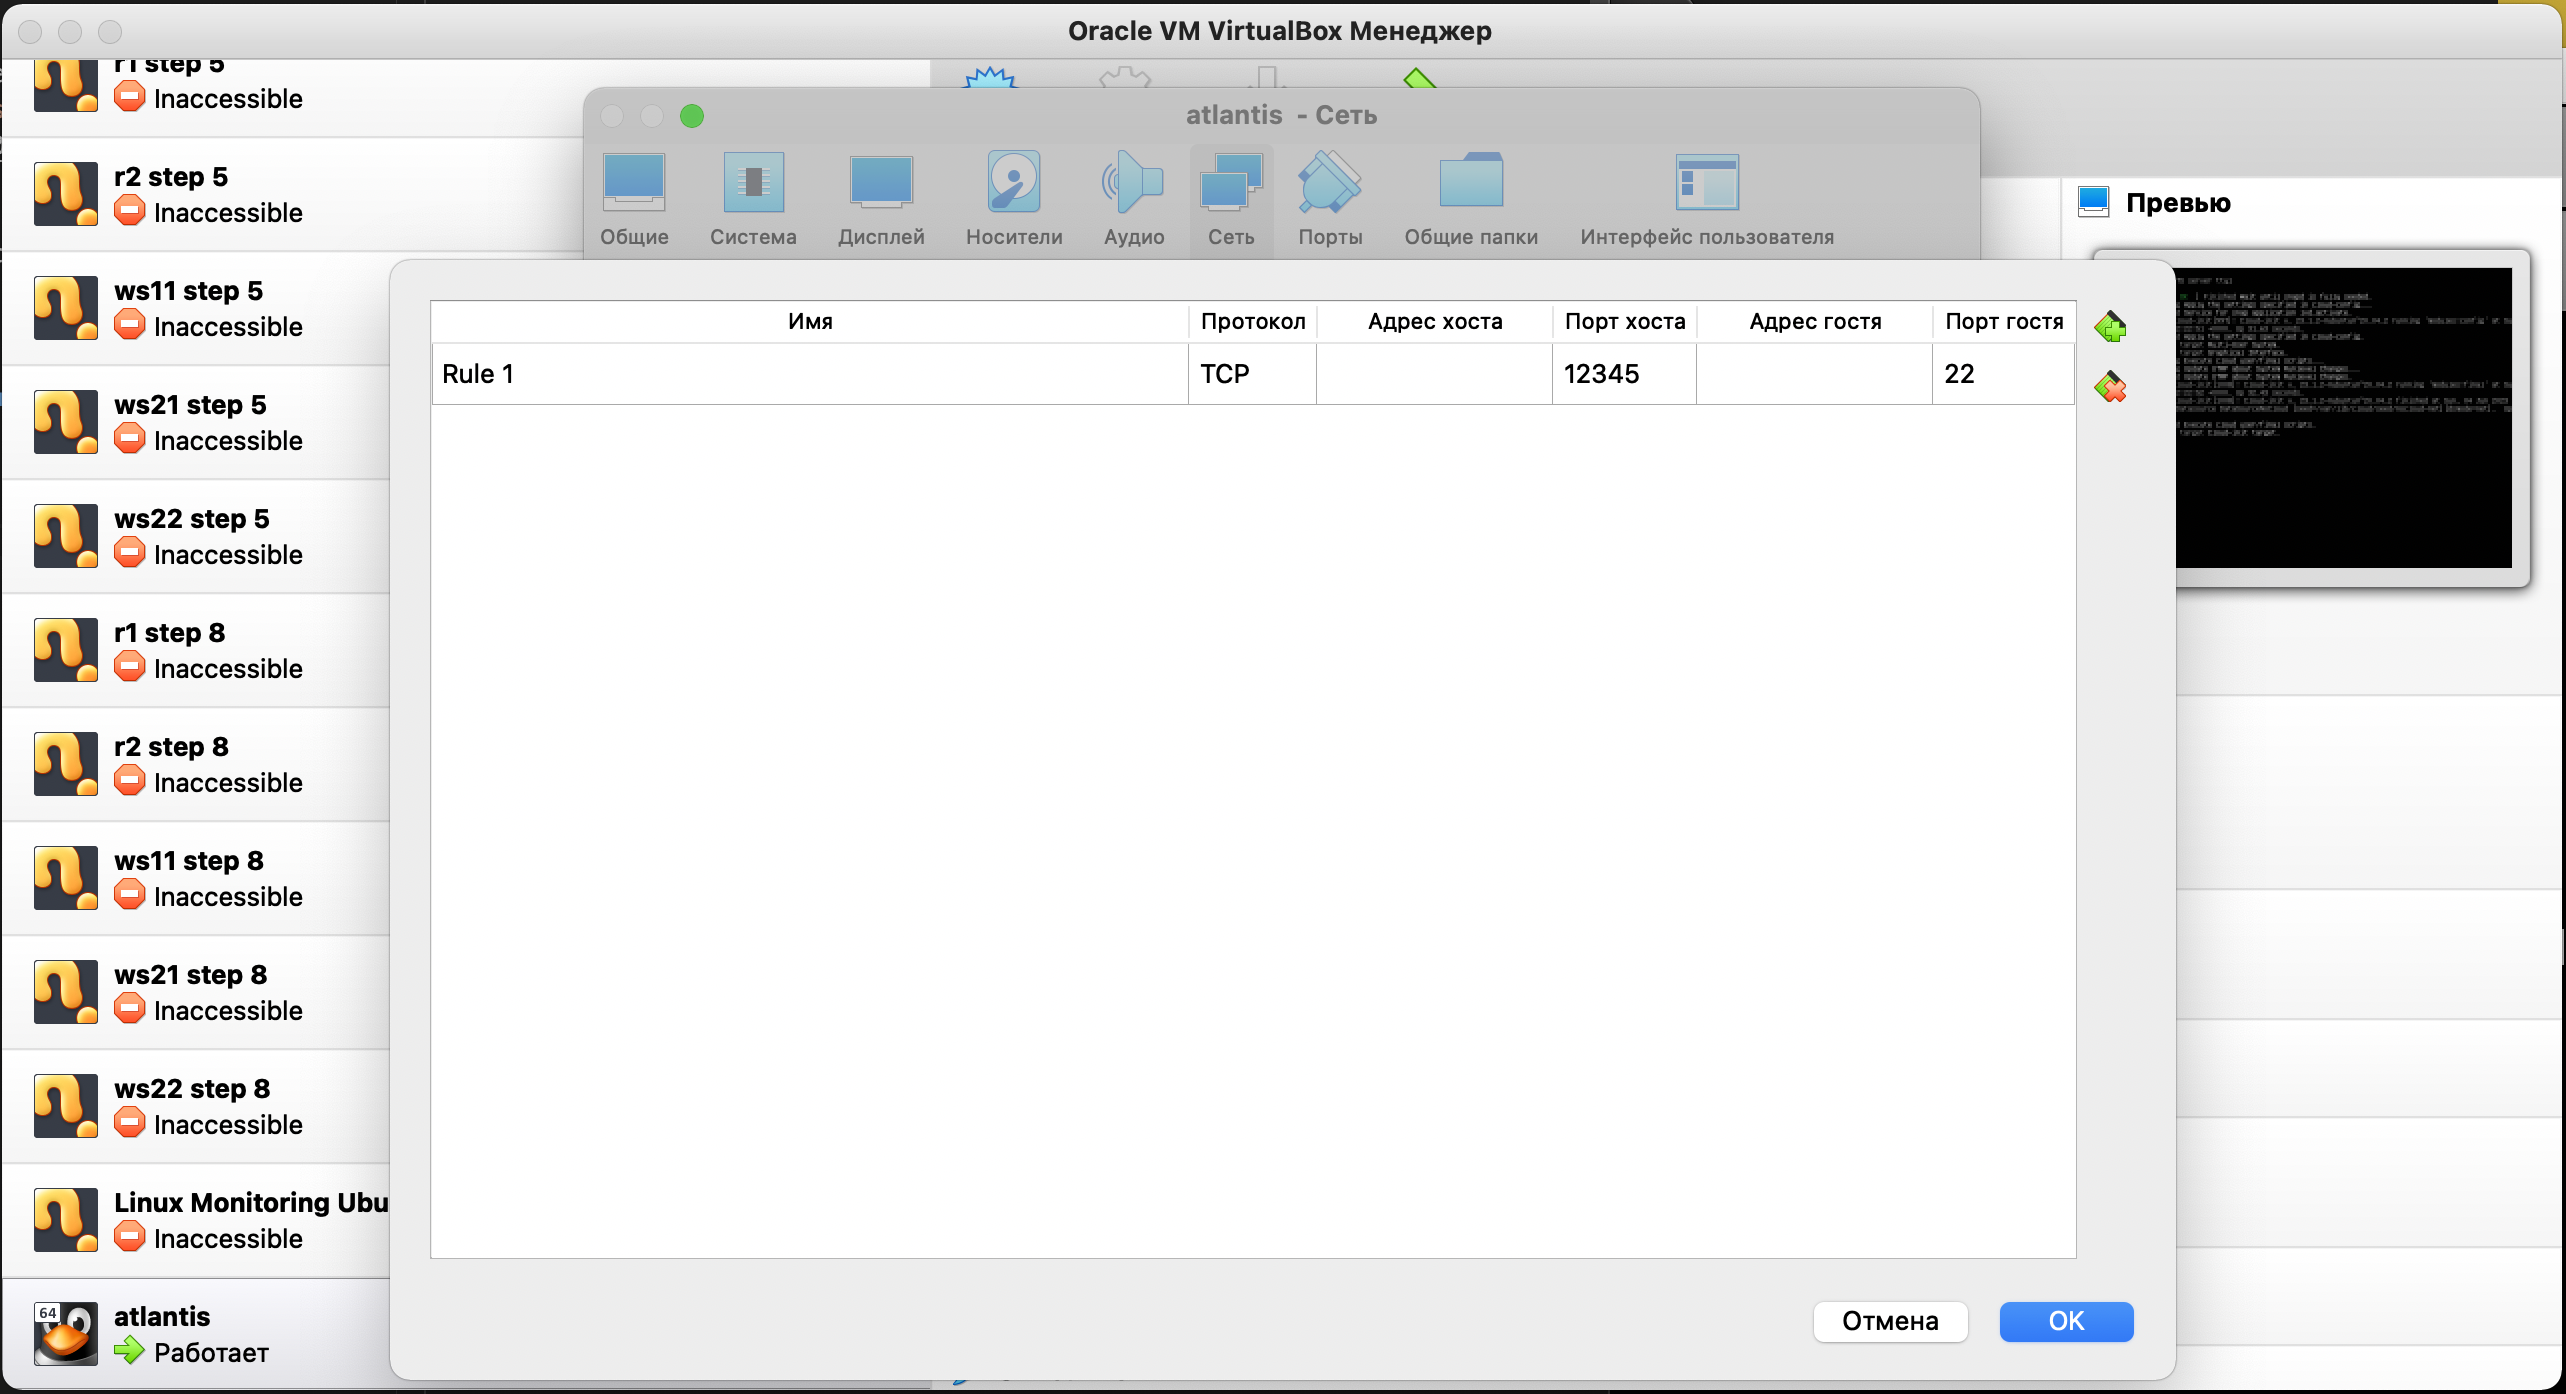 Oracle VM VirtualBox Менеджер
r1 step 5
Inaccessible
r2 step 5
Inaccessible
ws11 step 5
Inaccessible
ws21 step 5
Inaccessible
ws22 step 5
Inaccessible
r1 step 8
Inaccessible
r2 step 8
Inaccessible
ws11 step 8
Inaccessible
ws21 step 8
Inaccessible
ws22 step 8
Inaccessible
Linux Monitoring Ubu
Inaccessible
64
atlantis
Работает
atlantis - Сеть
Общие Система Дисплей Носители Аудио Сеть Порты Общие папки Интерфейс пользователя
Имя Протокол Адрес хоста Порт хоста Адрес гостя Порт гостя
Rule 1 TCP 12345 22
Отмена OK
Превью